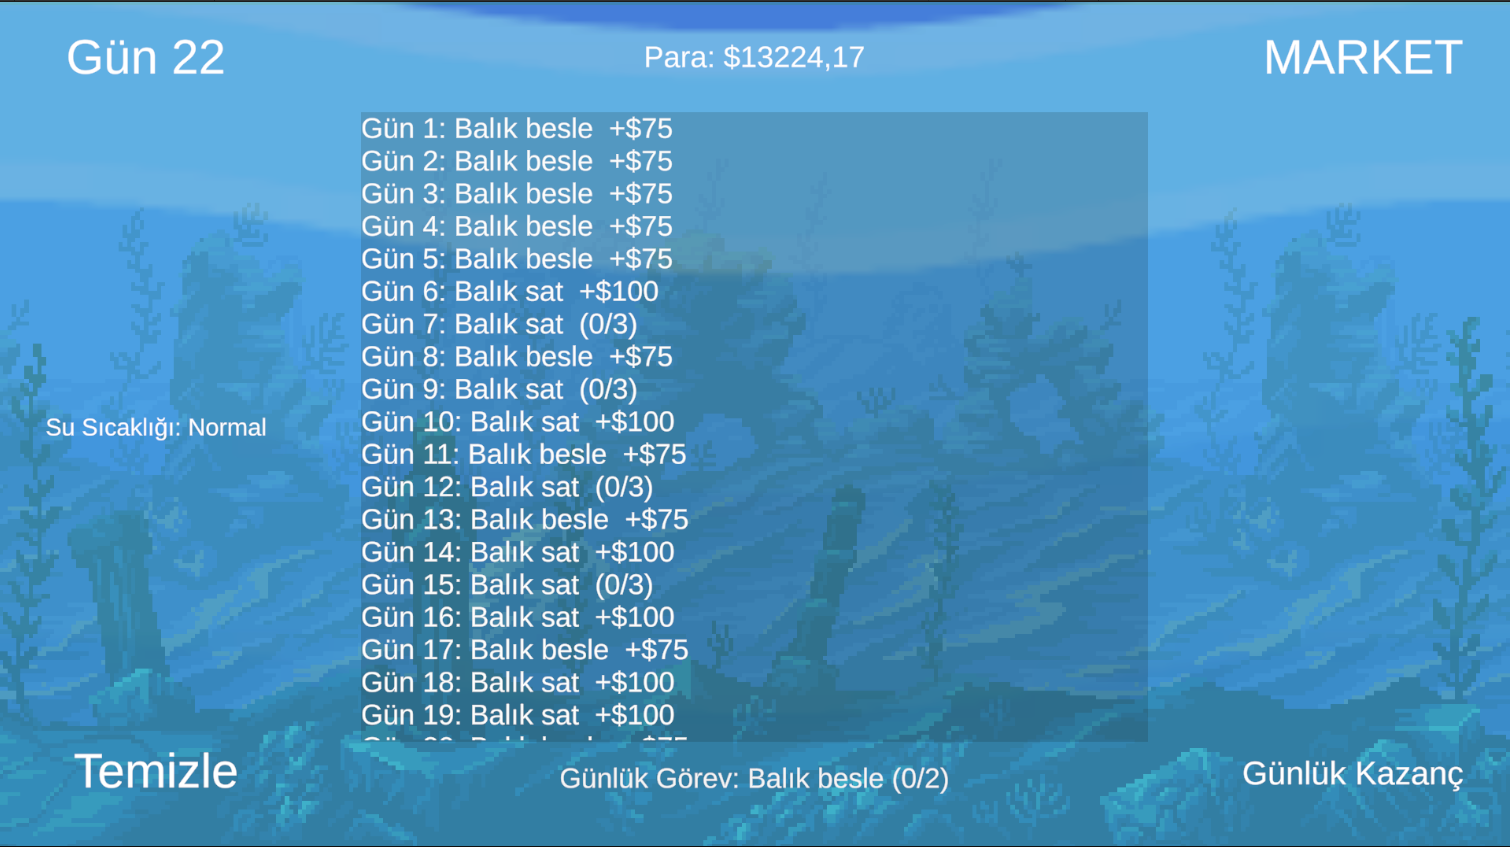 Gün 22
Para: $13224,17
MARKET
Gün 1: Balık besle  +$75
Gün 2: Balık besle  +$75
Gün 3: Balık besle  +$75
Gün 4: Balık besle  +$75
Gün 5: Balık besle  +$75
Gün 6: Balık sat  +$100
Gün 7: Balık sat  (0/3)
Gün 8: Balık besle  +$75
Gün 9: Balık sat  (0/3)
Gün 10: Balık sat  +$100
Gün 11: Balık besle  +$75
Gün 12: Balık sat  (0/3)
Gün 13: Balık besle  +$75
Gün 14: Balık sat  +$100
Gün 15: Balık sat  (0/3)
Gün 16: Balık sat  +$100
Gün 17: Balık besle  +$75
Gün 18: Balık sat  +$100
Gün 19: Balık sat  +$100
Su Sıcaklığı: Normal
Temizle
Günlük Görev: Balık besle (0/2)
Günlük Kazanç